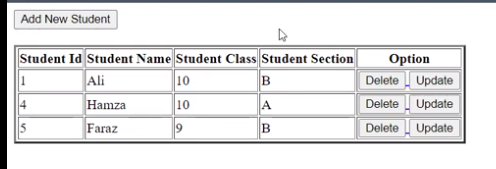 Add New Student
Student Id Student Name Student Class Student Section Option
1 Ali 10 B Delete Update
4 Hamza 10 A Delete Update
5 Faraz 9 B Delete Update